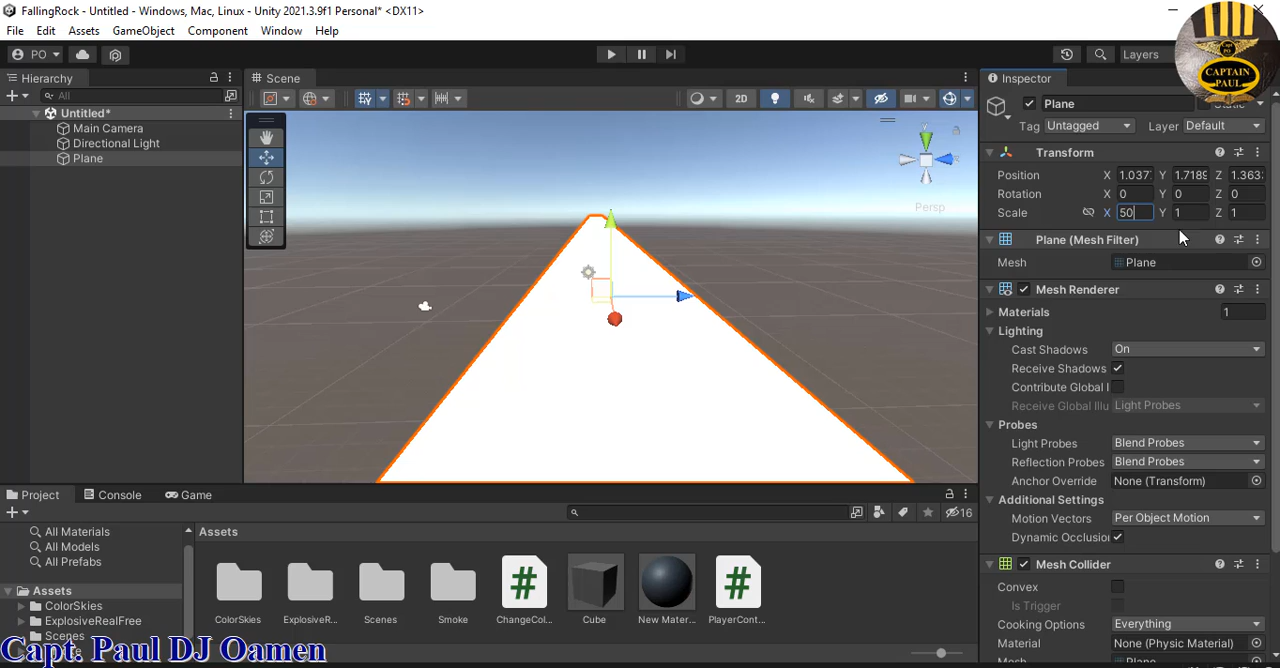 FallingRock - Untitled - Windows, Mac, Linux - Unity 2021.3.9f1 Personal* <DX11>
File Edit Assets GameObject Component Window Help
PO Layers
Hierarchy
All
Untitled*
Main Camera
Directional Light
Plane
Scene
2D
Persp
Capt
PO
CAPTAIN
PAUL
Inspector
Plane
Tag Untagged Layer Default
Transform
Position X 1.037 Y 1.7189 Z 1.363
Rotation X 0 Y 0 Z 0
Scale X 50 Y 1 Z 1
Plane (Mesh Filter)
Mesh Plane
Mesh Renderer
Materials 1
Lighting
Cast Shadows On
Receive Shadows
Contribute Global I
Receive Global Illu Light Probes
Probes
Light Probes Blend Probes
Reflection Probes Blend Probes
Anchor Override None (Transform)
Additional Settings
Motion Vectors Per Object Motion
Dynamic Occlusio
Mesh Collider
Convex
Is Trigger
Cooking Options Everything
Material None (Physic Material)
Mesh Plane
Project Console Game
16
All Materials
All Models
All Prefabs
Assets
ColorSkies
ExplosiveRealFree
Scenes
Assets
ColorSkies ExplosiveR... Scenes Smoke ChangeCol... Cube New Mater... PlayerCont...
Capt. Paul DJ Oamen